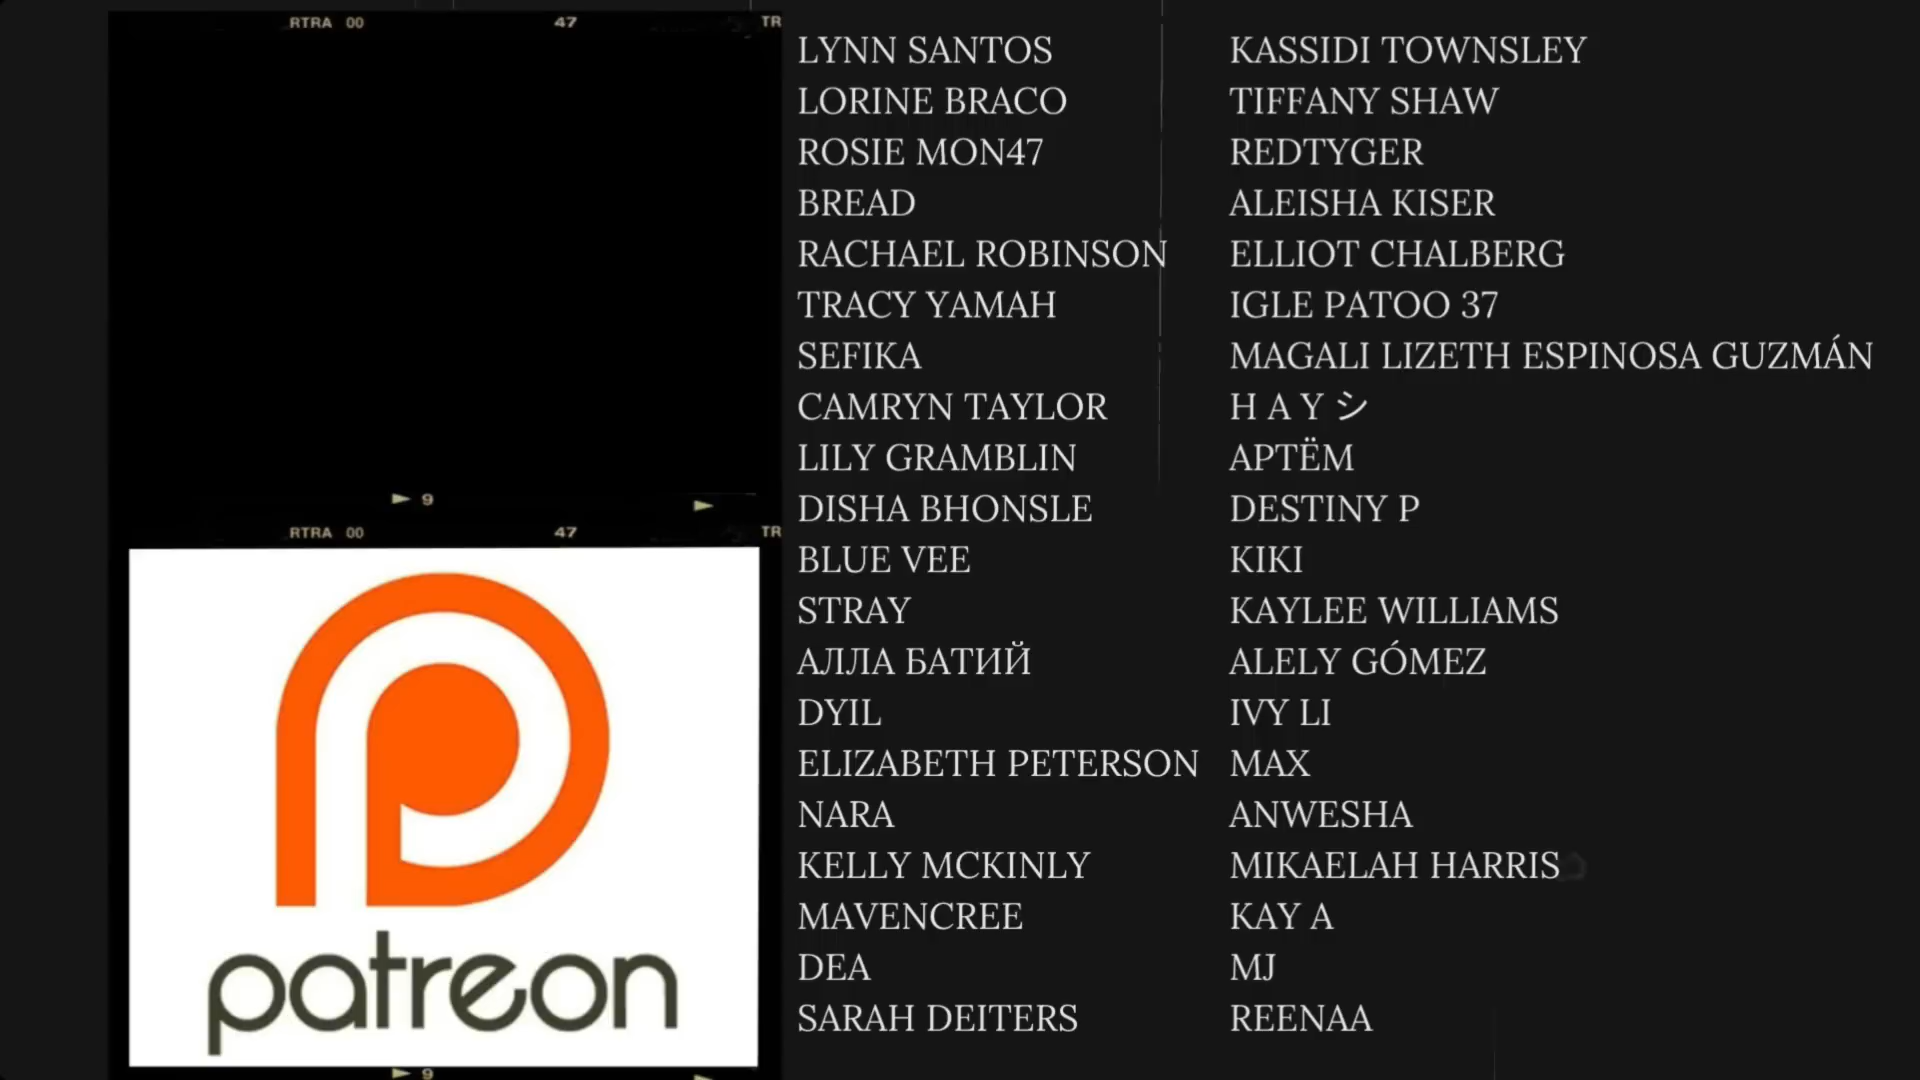 RTRA 00 47 TR
9
RTRA 00 47 TR
patreon
9
LYNN SANTOS
LORINE BRACO
ROSIE MON47
BREAD
RACHAEL ROBINSON
TRACY YAMAH
SEFIKA
CAMRYN TAYLOR
LILY GRAMBLIN
DISHA BHONSLE
BLUE VEE
STRAY
АЛЛА БАТИЙ
DYIL
ELIZABETH PETERSON
NARA
KELLY MCKINLY
MAVENCREE
DEA
SARAH DEITERS
KASSIDI TOWNSLEY
TIFFANY SHAW
REDTYGER
ALEISHA KISER
ELLIOT CHALBERG
IGLE PATOO 37
MAGALI LIZETH ESPINOSA GUZMÁN
H A Y シ
АРТЁМ
DESTINY P
KIKI
KAYLEE WILLIAMS
ALELY GÓMEZ
IVY LI
MAX
ANWESHA
MIKAELAH HARRIS
KAY A
MJ
REENAA